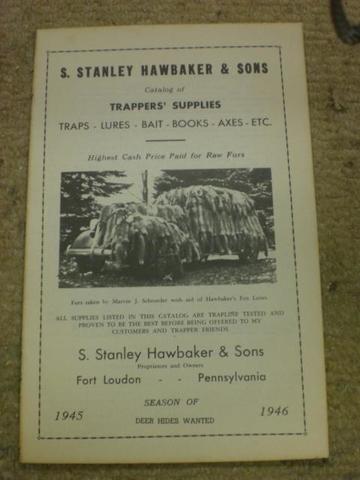 S. STANLEY HAWBAKER & SONS
Catalog of
TRAPPERS' SUPPLIES
TRAPS - LURES - BAIT - BOOKS - AXES - ETC.
Highest Cash Price Paid for Raw Furs
Furs taken by Marvin J. Schroeder with aid of Hawbaker's Fox Lures
ALL SUPPLIES LISTED IN THIS CATALOG ARE TRAPLINE TESTED AND
PROVEN TO BE THE BEST BEFORE BEING OFFERED TO MY
CUSTOMERS AND TRAPPER FRIENDS
S. Stanley Hawbaker & Sons
Proprietors and Owners
Fort Loudon - - Pennsylvania
SEASON OF
1945 1946
DEER HIDES WANTED